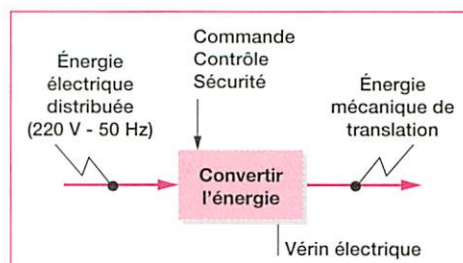 Énergie
électrique
distribuée
(220 V - 50 Hz)
Commande
Contrôle
Sécurité
Énergie
mécanique de
translation
Convertir
l'énergie
Vérin électrique